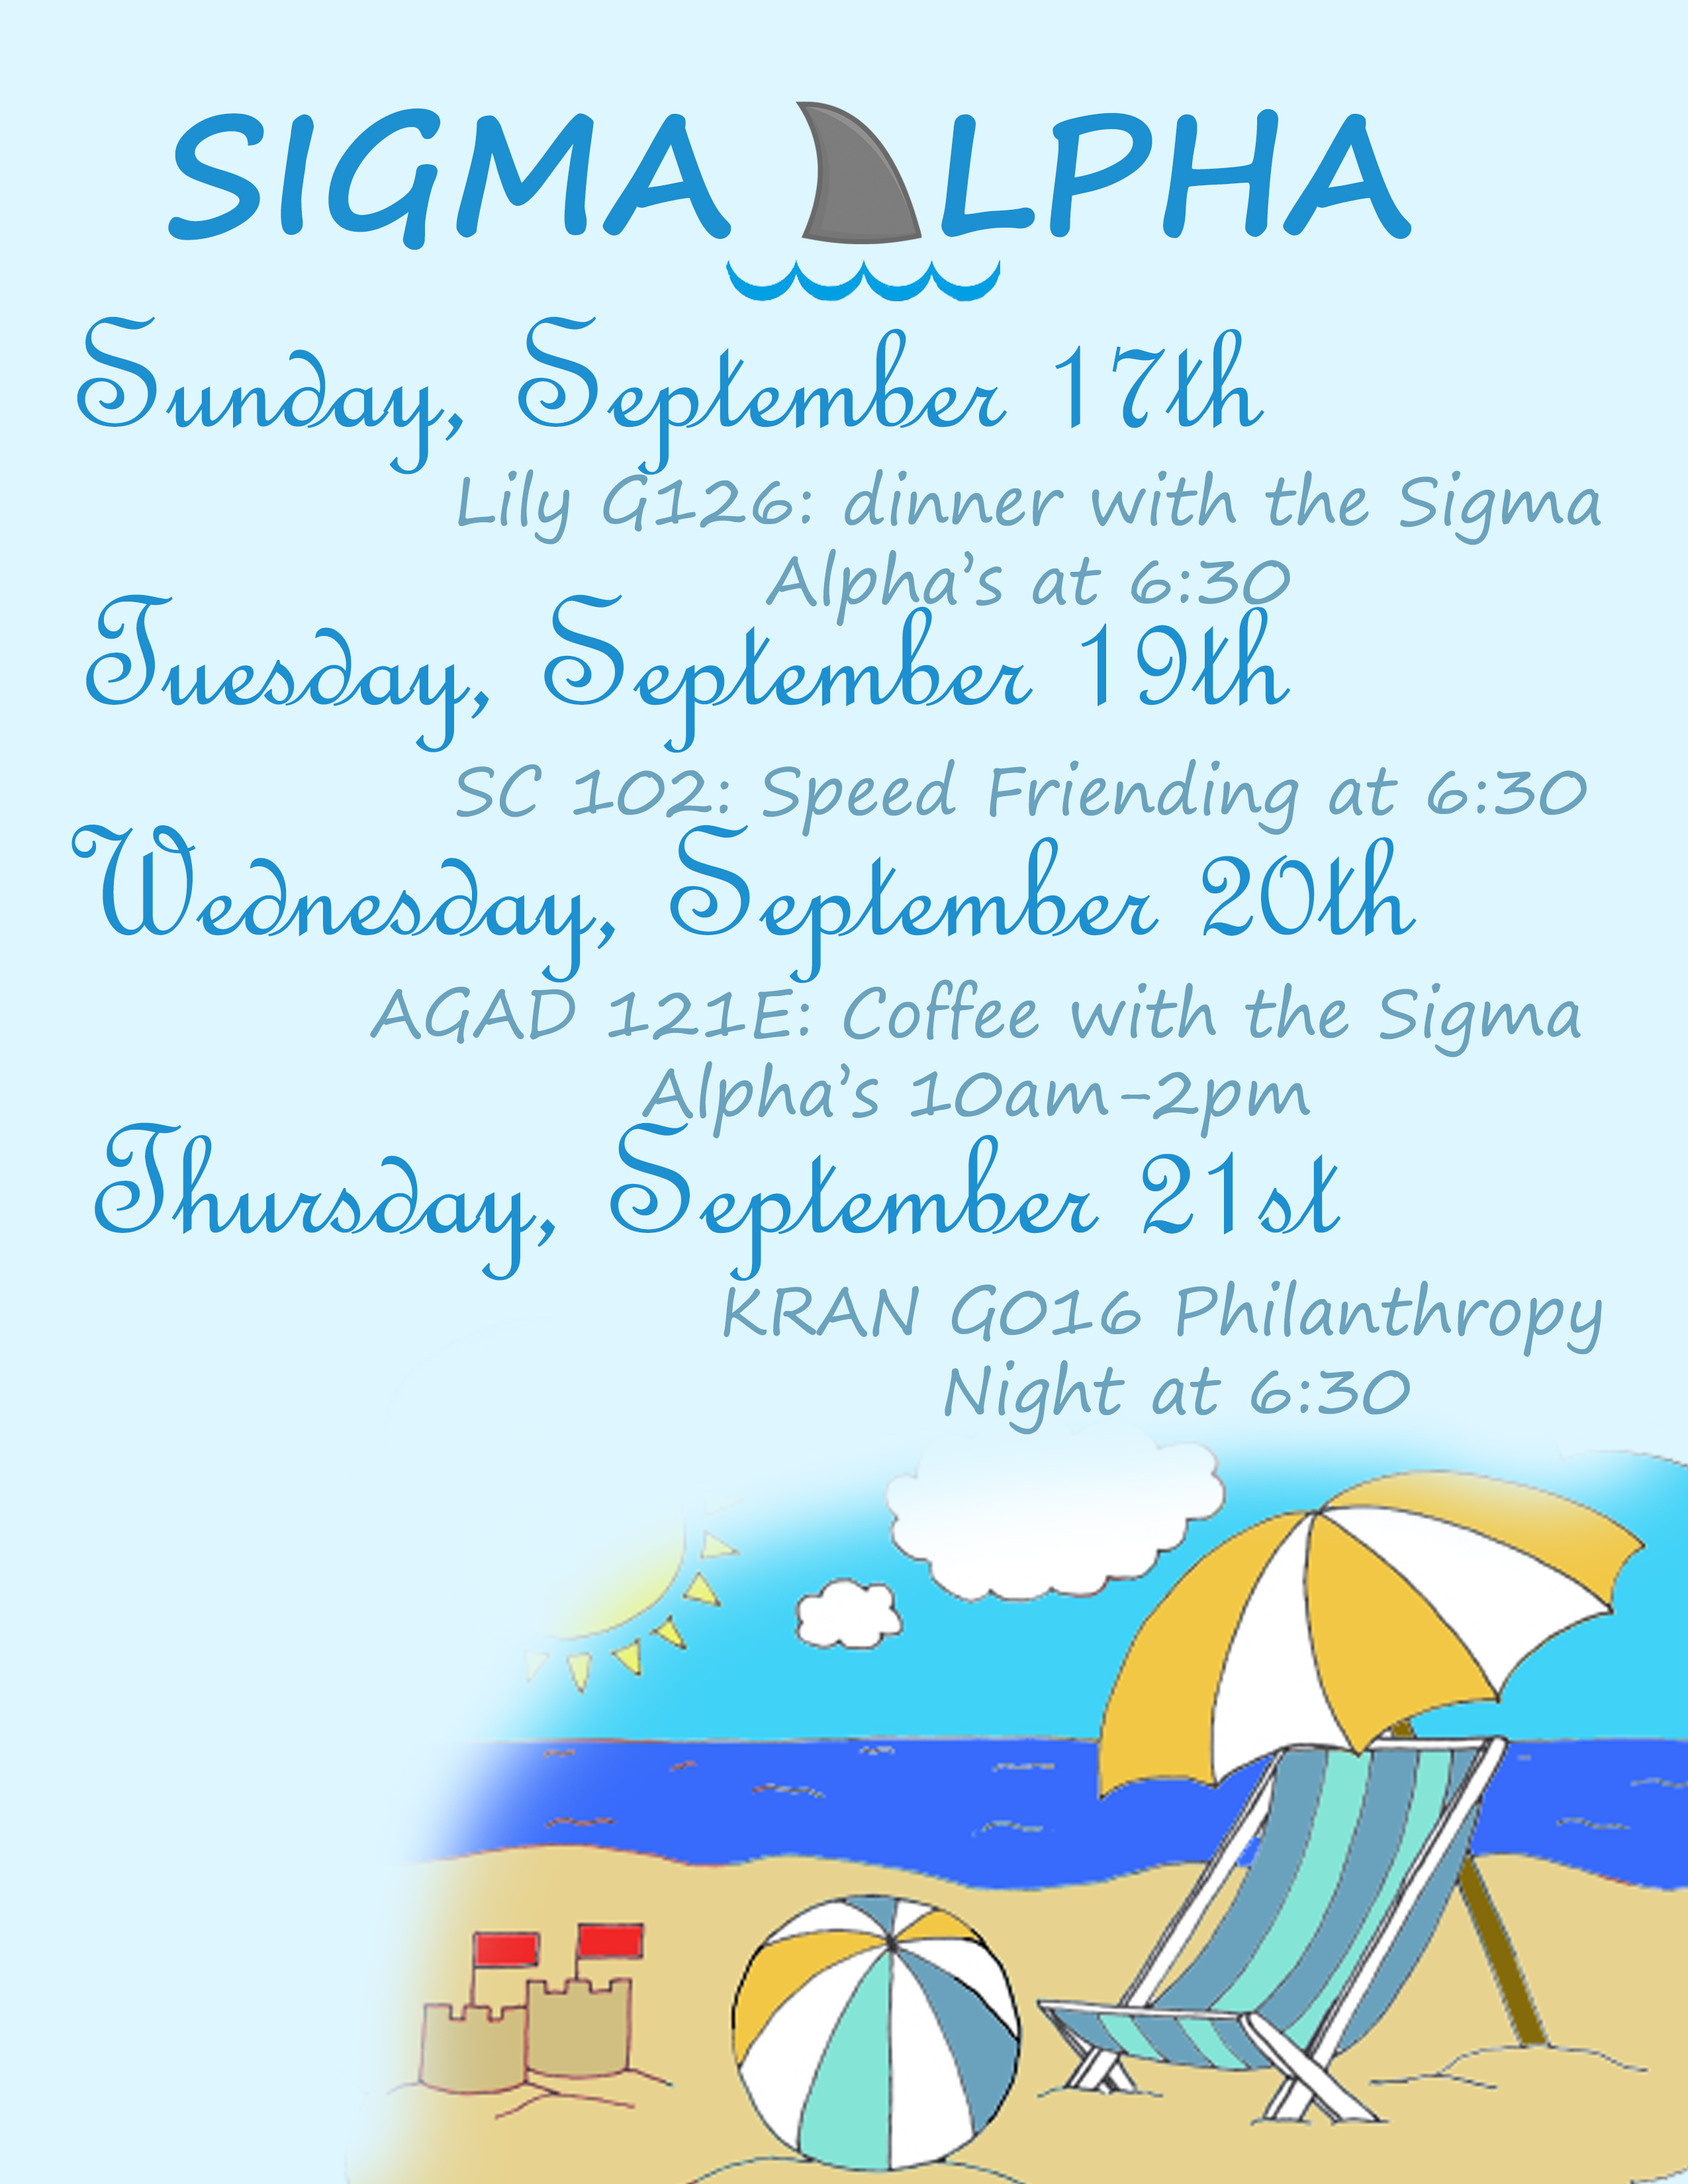 SIGMA LPHA
Sunday, September 17th
Lily G126: dinner with the Sigma
Alpha's at 6:30
Tuesday, September 19th
SC 102: Speed Friending at 6:30
Wednesday, September 20th
AGAD 121E: Coffee with the Sigma
Alpha's 10am-2pm
Thursday, September 21st
KRAN G016 Philanthropy
Night at 6:30